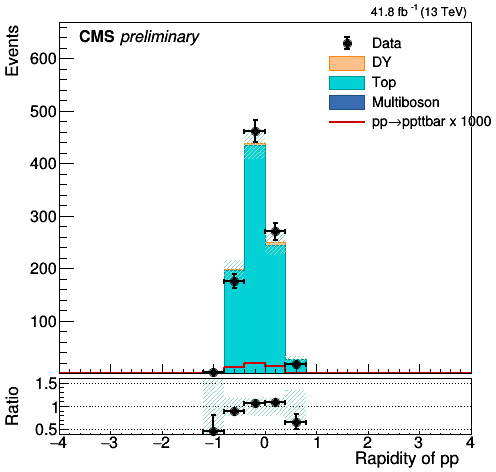 41.8 fb⁻¹ (13 TeV)
CMS preliminary
Events
600
500
400
300
200
100
Data
DY
Top
Multiboson
pp→ppttbar x 1000
Ratio
1.5
1
0.5
−4 −3 −2 −1 0 1 2 3 4
Rapidity of pp